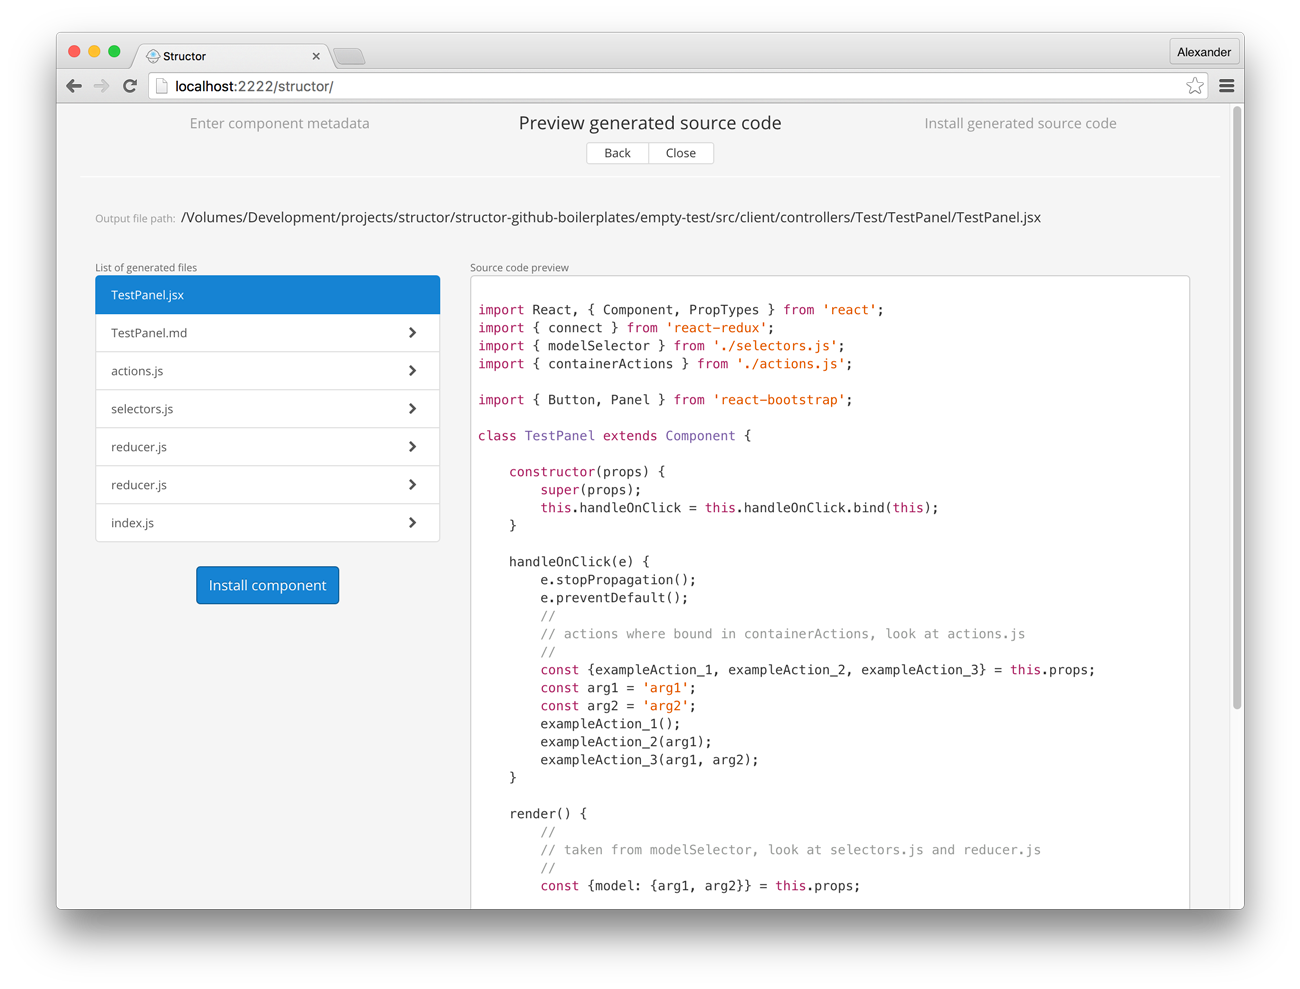 Structor
Alexander
localhost:2222/structor/
Enter component metadata
Preview generated source code
Install generated source code
Back
Close
Output file path: /Volumes/Development/projects/structor/structor-github-boilerplates/empty-test/src/client/controllers/Test/TestPanel/TestPanel.jsx
List of generated files
TestPanel.jsx
TestPanel.md
actions.js
selectors.js
reducer.js
reducer.js
index.js
Install component
Source code preview
import React, { Component, PropTypes } from 'react';
import { connect } from 'react-redux';
import { modelSelector } from './selectors.js';
import { containerActions } from './actions.js';
import { Button, Panel } from 'react-bootstrap';
class TestPanel extends Component {
constructor(props) {
super(props);
this.handleOnClick = this.handleOnClick.bind(this);
}
handleOnClick(e) {
e.stopPropagation();
e.preventDefault();
//
// actions where bound in containerActions, look at actions.js
//
const {exampleAction_1, exampleAction_2, exampleAction_3} = this.props;
const arg1 = 'arg1';
const arg2 = 'arg2';
exampleAction_1();
exampleAction_2(arg1);
exampleAction_3(arg1, arg2);
}
render() {
//
// taken from modelSelector, look at selectors.js and reducer.js
//
const {model: {arg1, arg2}} = this.props;